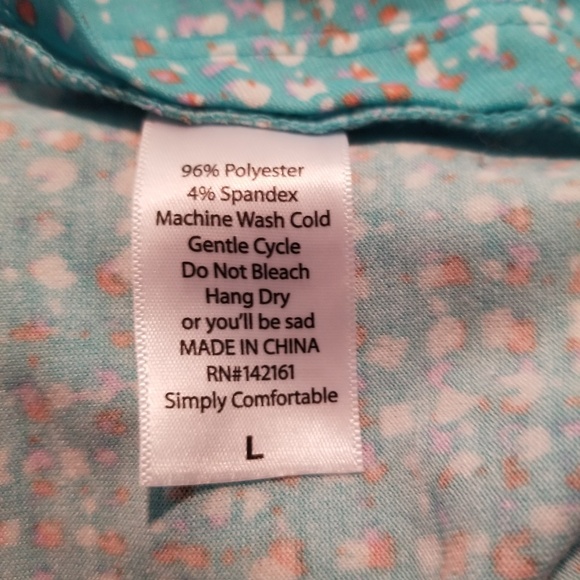 96% Polyester
4% Spandex
Machine Wash Cold
Gentle Cycle
Do Not Bleach
Hang Dry
or you'll be sad
MADE IN CHINA
RN#142161
Simply Comfortable
L